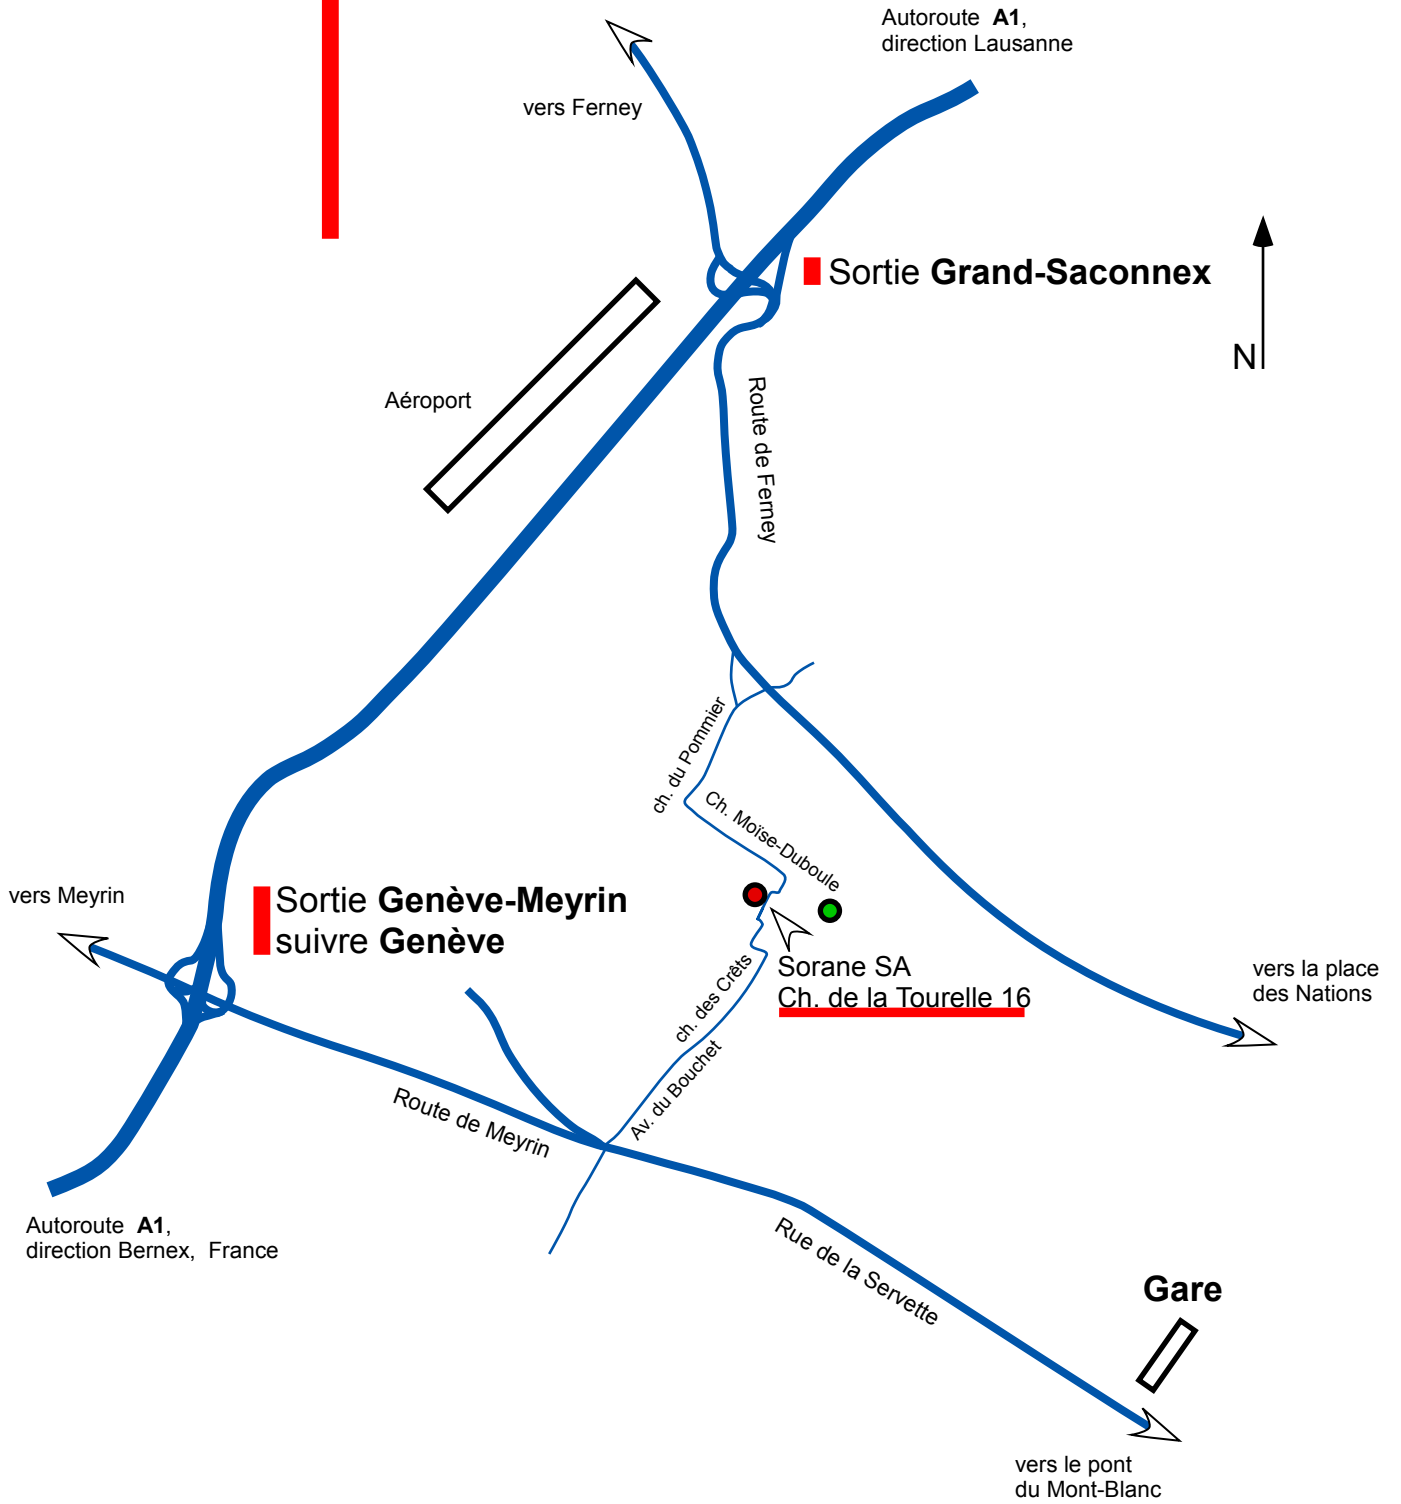 Autoroute A1,
direction Lausanne
vers Ferney
Sortie Grand-Saconnex
N
Aéroport
Route de Ferney
ch. du Pommier
Ch. Moïse-Duboule
vers Meyrin
Sortie Genève-Meyrin
suivre Genève
Sorane SA
Ch. de la Tourelle 16
vers la place
des Nations
ch. des Crêts
Av. du Bouchet
Route de Meyrin
Autoroute A1,
direction Bernex, France
Rue de la Servette
Gare
vers le pont
du Mont-Blanc